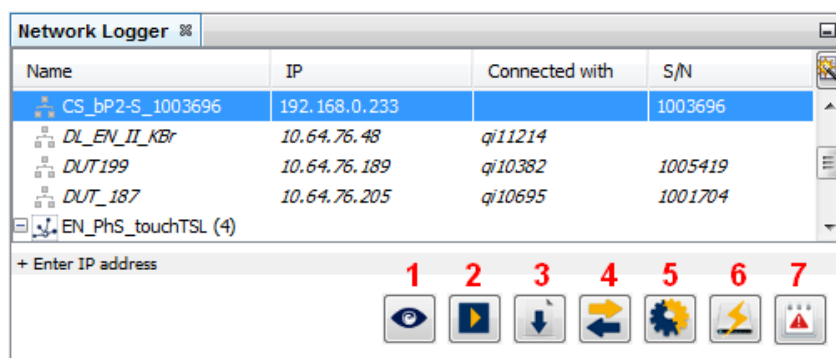 Network Logger
Name IP Connected with S/N
CS_bP2-S_1003696 192.168.0.233 1003696
DL_EN_II_KBr 10.64.76.48 qi11214
DUT199 10.64.76.189 qi10382 1005419
DUT_187 10.64.76.205 qi10695 1001704
EN_PhS_touchTSL (4)
+ Enter IP address
1 2 3 4 5 6 7